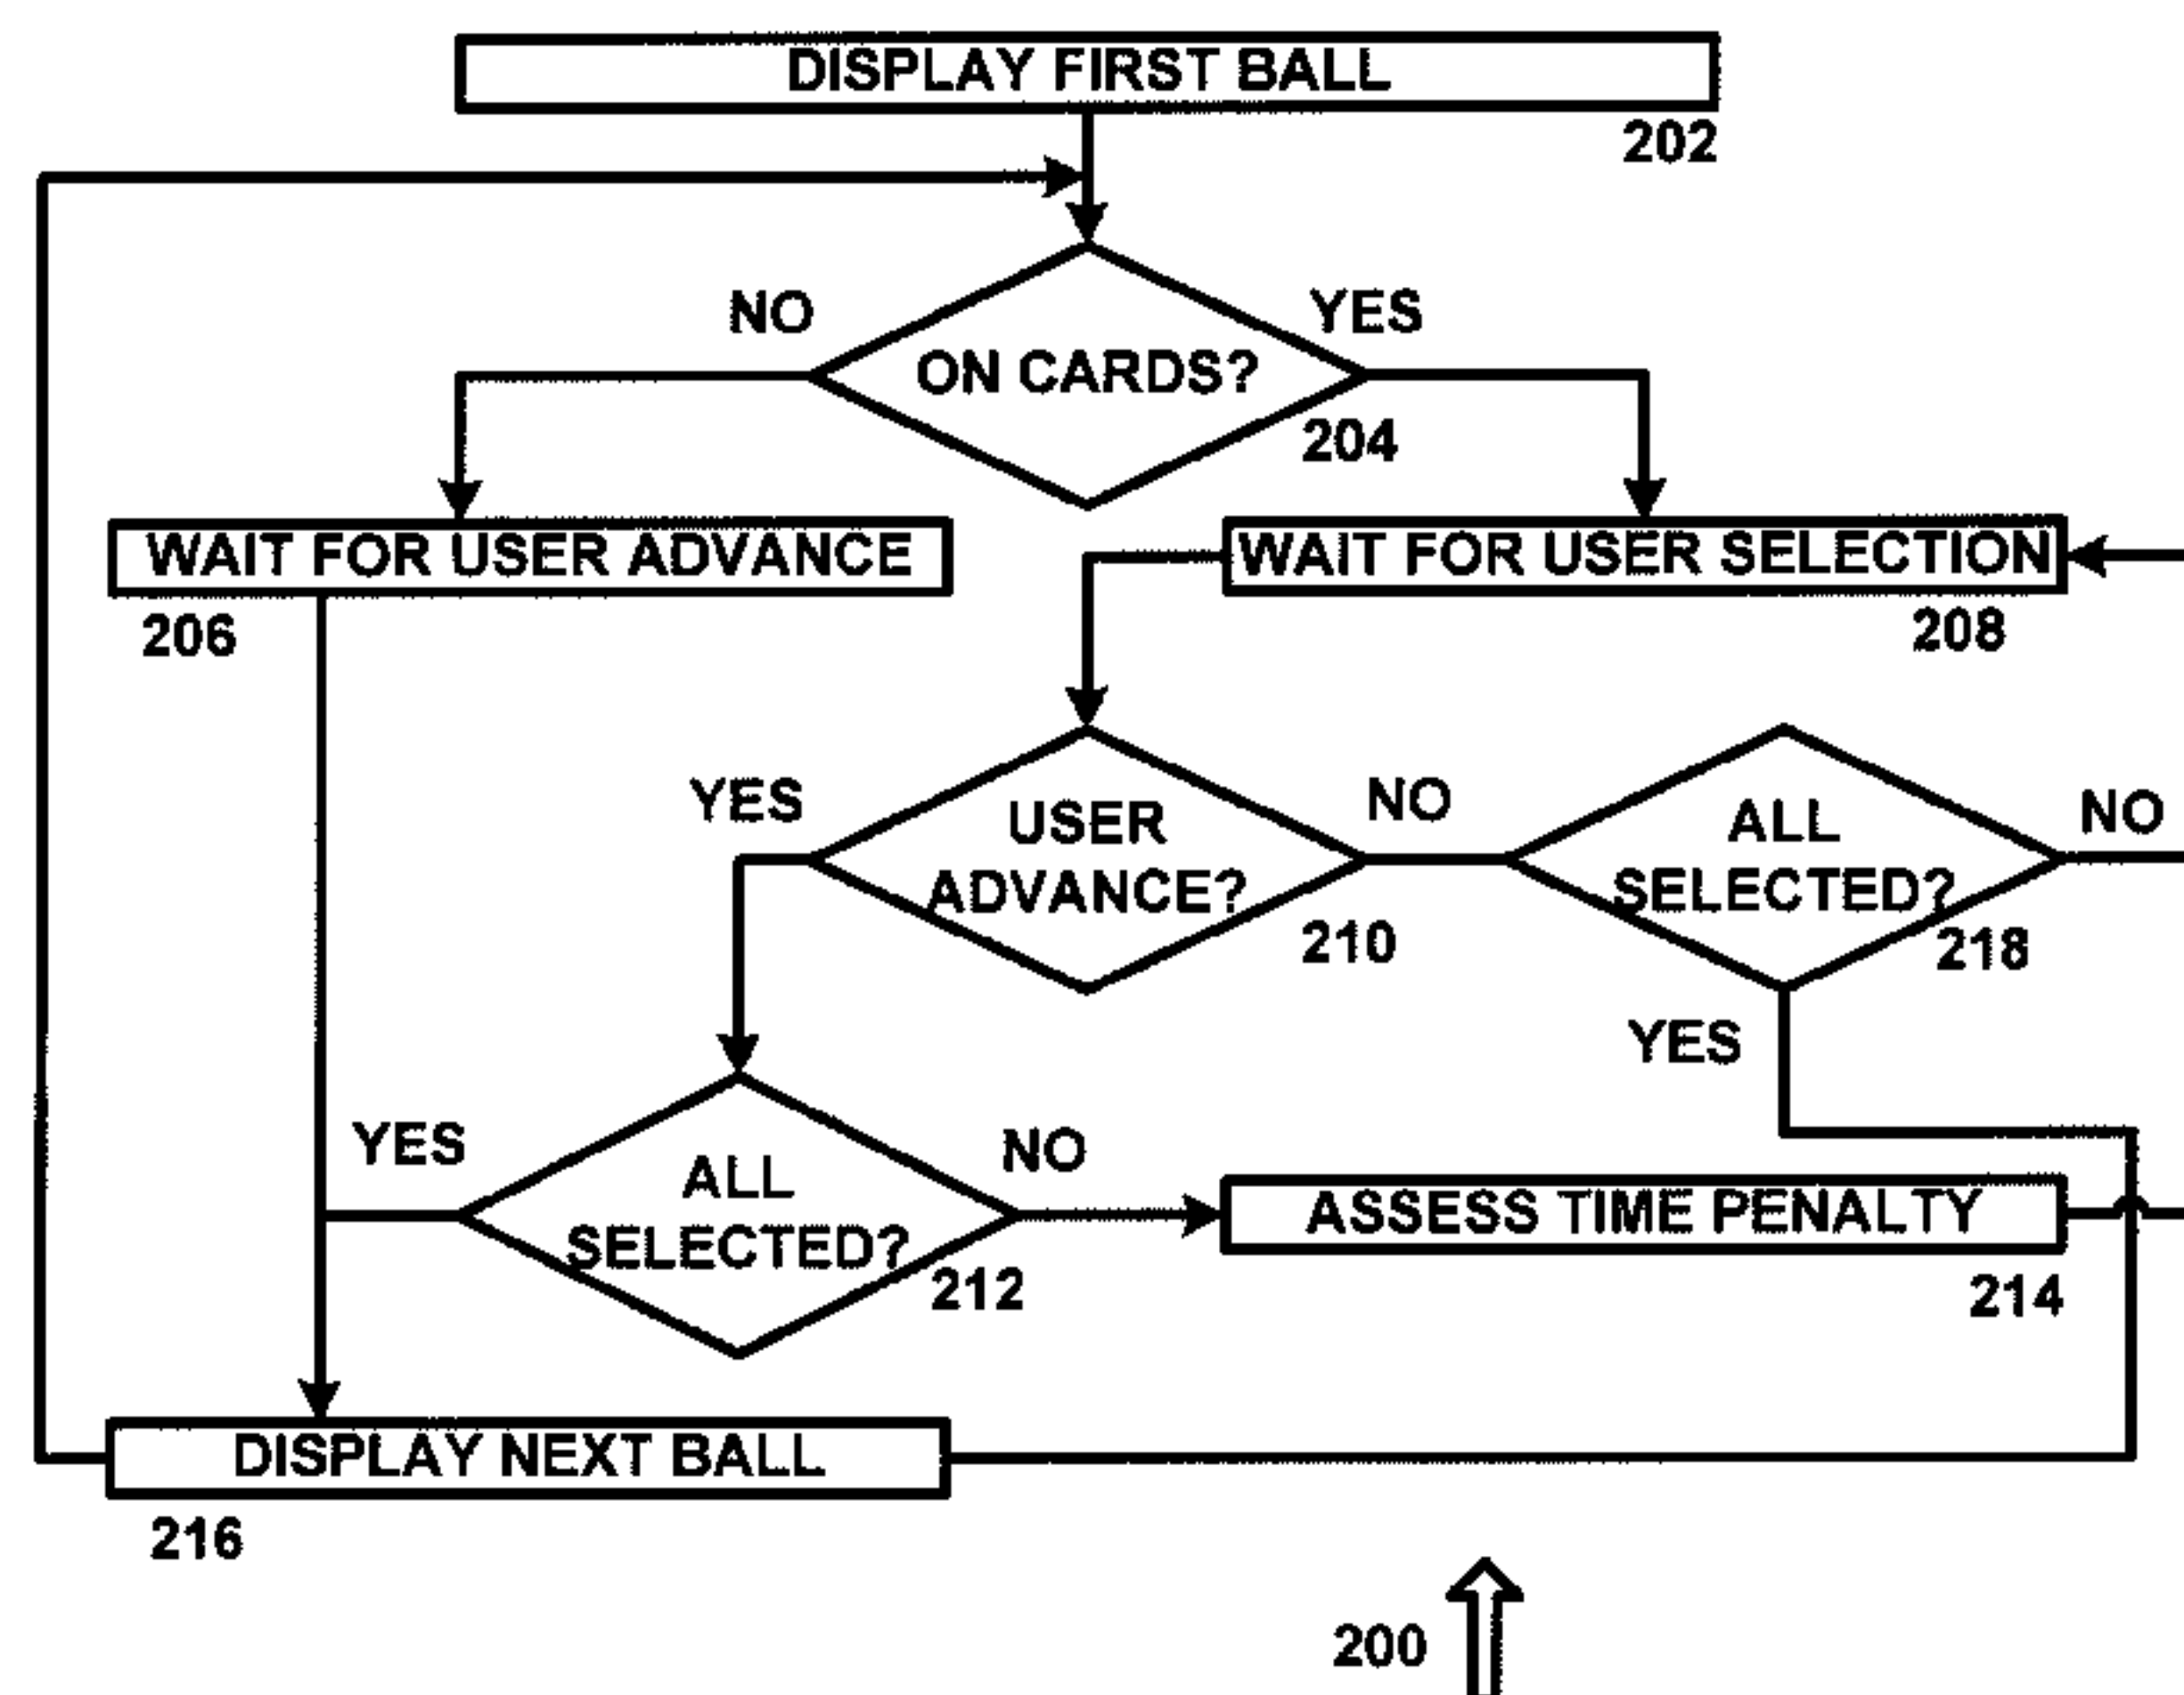 DISPLAY FIRST BALL
202
NO
YES
ON CARDS?
204
WAIT FOR USER ADVANCE
WAIT FOR USER SELECTION
206
208
YES
USER
ADVANCE?
NO
210
ALL
SELECTED?
NO
218
YES
YES
ALL
SELECTED?
NO
212
ASSESS TIME PENALTY
214
DISPLAY NEXT BALL
216
200